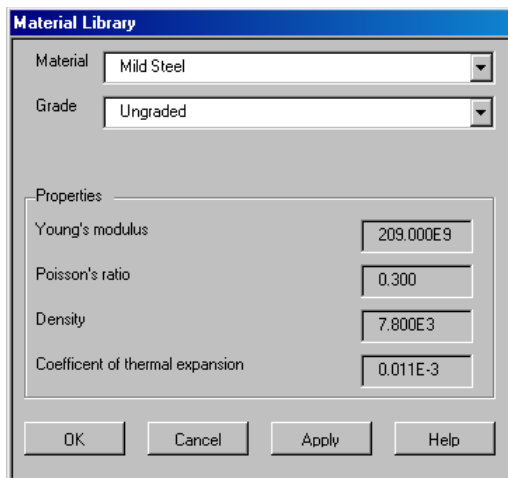 Material Library
Material Mild Steel
Grade Ungraded
Properties
Young's modulus 209.000E9
Poisson's ratio 0.300
Density 7.800E3
Coefficent of thermal expansion 0.011E-3
OK Cancel Apply Help